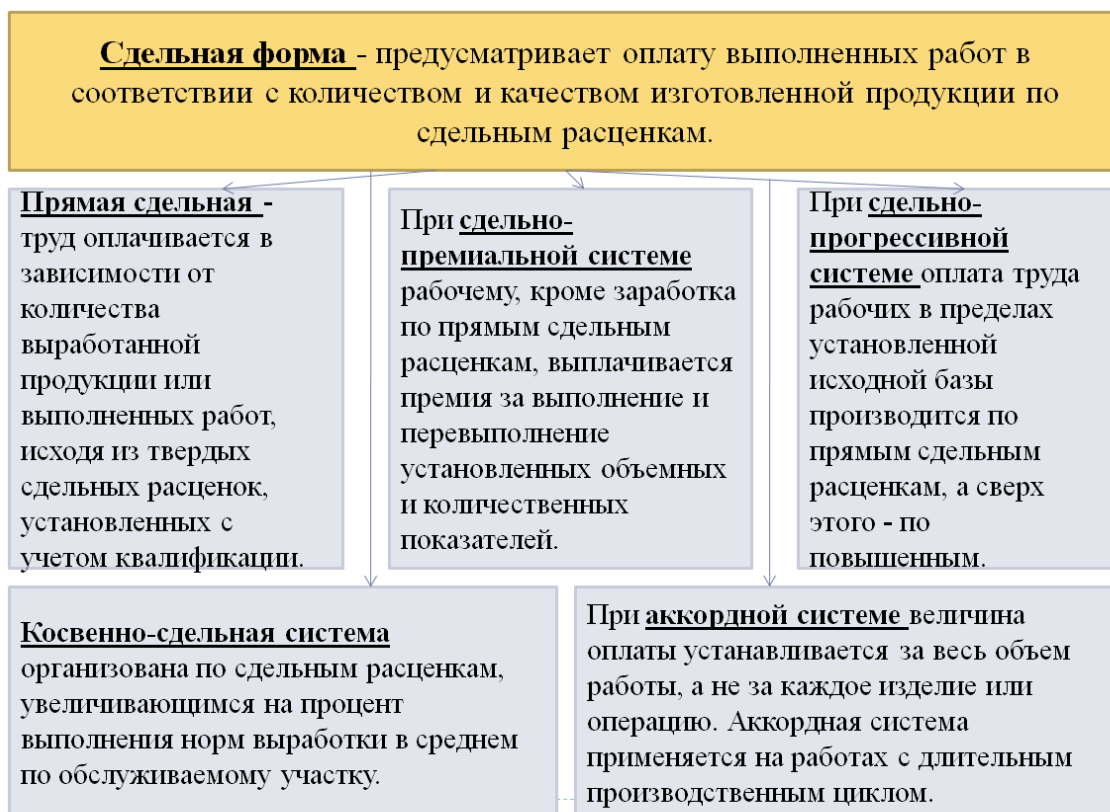 Сдельная форма - предусматривает оплату выполненных работ в
соответствии с количеством и качеством изготовленной продукции по
сдельным расценкам.
Прямая сдельная -
труд оплачивается в
зависимости от
количества
выработанной
продукции или
выполненных работ,
исходя из твердых
сдельных расценок,
установленных с
учетом квалификации.
При сдельно-
премиальной системе
рабочему, кроме заработка
по прямым сдельным
расценкам, выплачивается
премия за выполнение и
перевыполнение
установленных объемных
и количественных
показателей.
При сдельно-
прогрессивной
системе оплата труда
рабочих в пределах
установленной
исходной базы
производится по
прямым сдельным
расценкам, а сверх
этого - по
повышенным.
Косвенно-сдельная система
организована по сдельным расценкам,
увеличивающимся на процент
выполнения норм выработки в среднем
по обслуживаемому участку.
При аккордной системе величина
оплаты устанавливается за весь объем
работы, а не за каждое изделие или
операцию. Аккордная система
применяется на работах с длительным
производственным циклом.